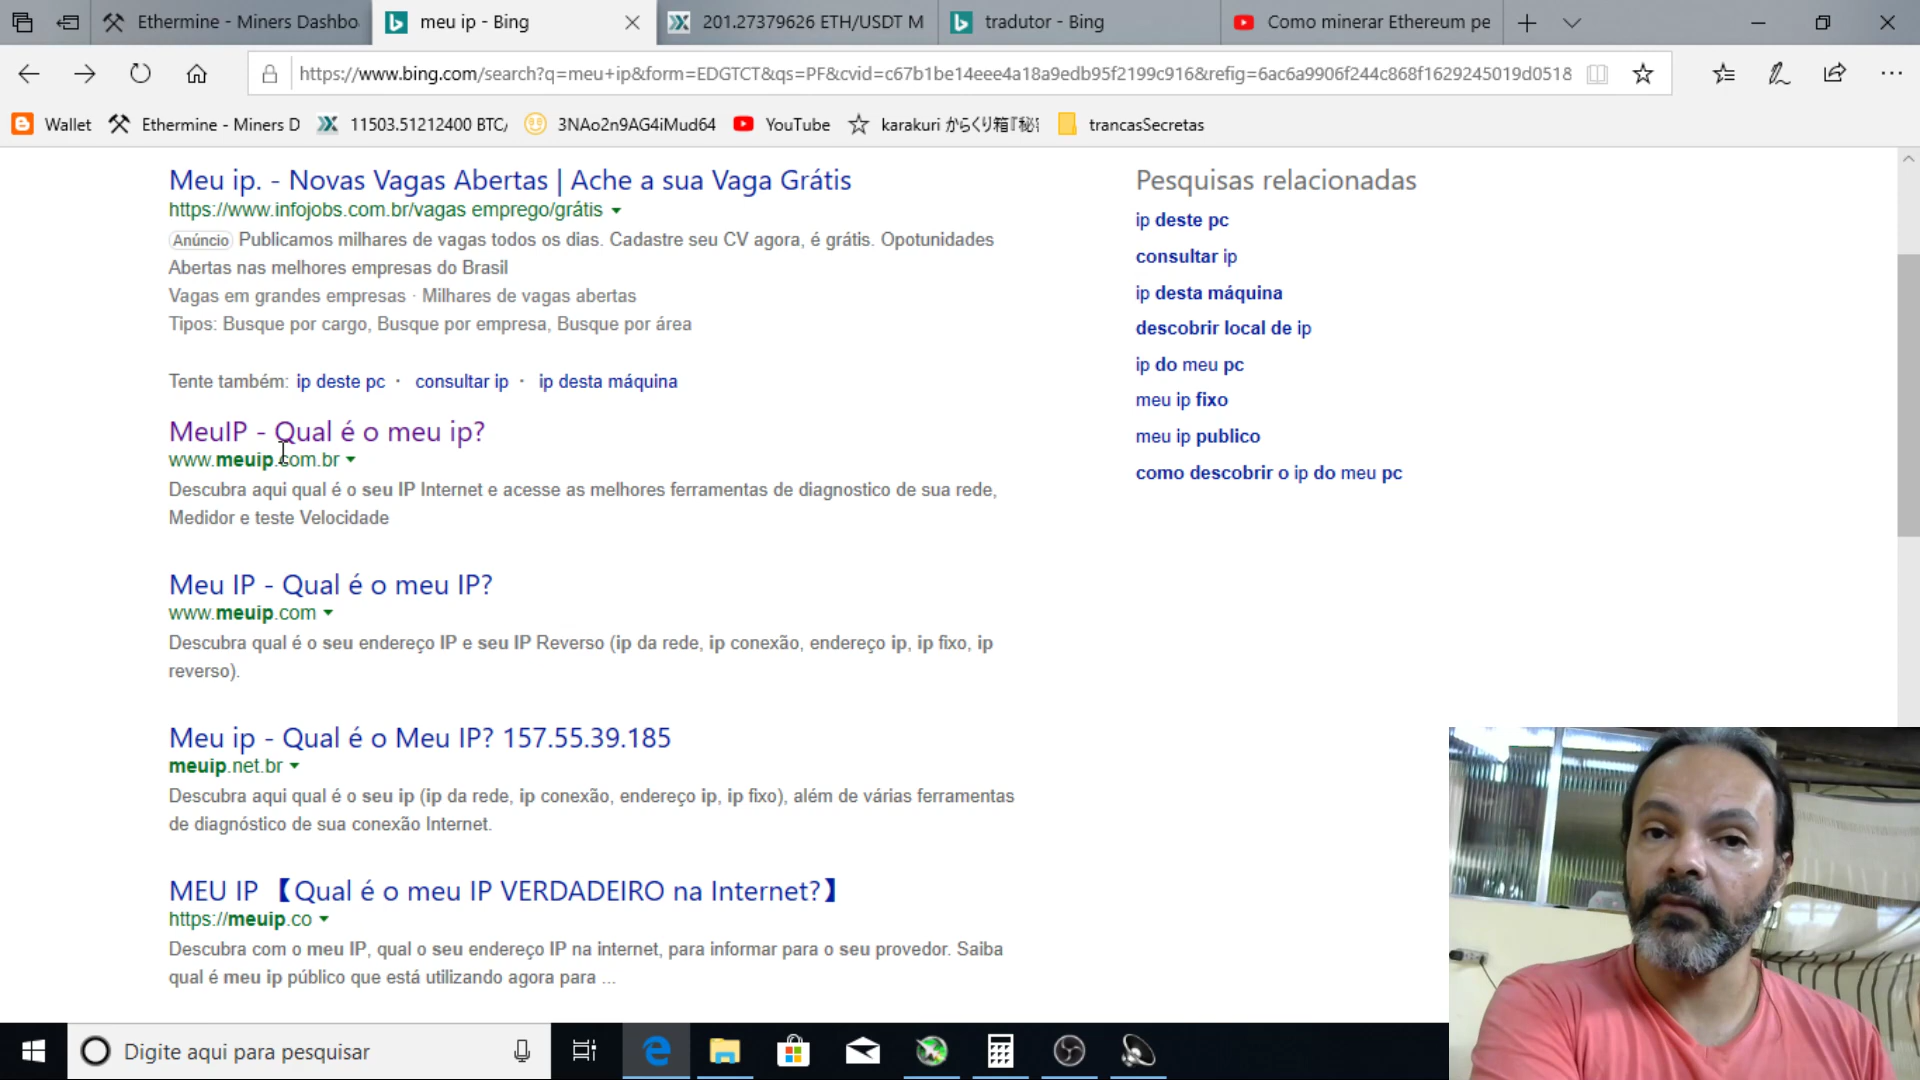 Ethermine - Miners Dashbo
meu ip - Bing
201.27379626 ETH/USDT M
tradutor - Bing
Como minerar Ethereum pe
https://www.bing.com/search?q=meu+ip&form=EDGTCT&qs=PF&cvid=c67b1be14eee4a18a9edb95f2199c916&refig=6ac6a9906f244c868f1629245019d0518
Wallet
Ethermine - Miners D
11503.51212400 BTC/
3NAo2n9AG4iMud64
YouTube
karakuri からくり箱『秘
trancasSecretas
Meu ip. - Novas Vagas Abertas | Ache a sua Vaga Grátis
https://www.infojobs.com.br/vagas emprego/grátis
Anúncio Publicamos milhares de vagas todos os dias. Cadastre seu CV agora, é grátis. Opotunidades
Abertas nas melhores empresas do Brasil
Vagas em grandes empresas · Milhares de vagas abertas
Tipos: Busque por cargo, Busque por empresa, Busque por área
Tente também: ip deste pc · consultar ip · ip desta máquina
MeuIP - Qual é o meu ip?
www.meuip.com.br
Descubra aqui qual é o seu IP Internet e acesse as melhores ferramentas de diagnostico de sua rede,
Medidor e teste Velocidade
Meu IP - Qual é o meu IP?
www.meuip.com
Descubra qual é o seu endereço IP e seu IP Reverso (ip da rede, ip conexão, endereço ip, ip fixo, ip
reverso).
Meu ip - Qual é o Meu IP? 157.55.39.185
meuip.net.br
Descubra aqui qual é o seu ip (ip da rede, ip conexão, endereço ip, ip fixo), além de várias ferramentas
de diagnóstico de sua conexão Internet.
MEU IP 【Qual é o meu IP VERDADEIRO na Internet?】
https://meuip.co
Descubra com o meu IP, qual o seu endereço IP na internet, para informar para o seu provedor. Saiba
qual é meu ip público que está utilizando agora para ...
Pesquisas relacionadas
ip deste pc
consultar ip
ip desta máquina
descobrir local de ip
ip do meu pc
meu ip fixo
meu ip publico
como descobrir o ip do meu pc
Digite aqui para pesquisar